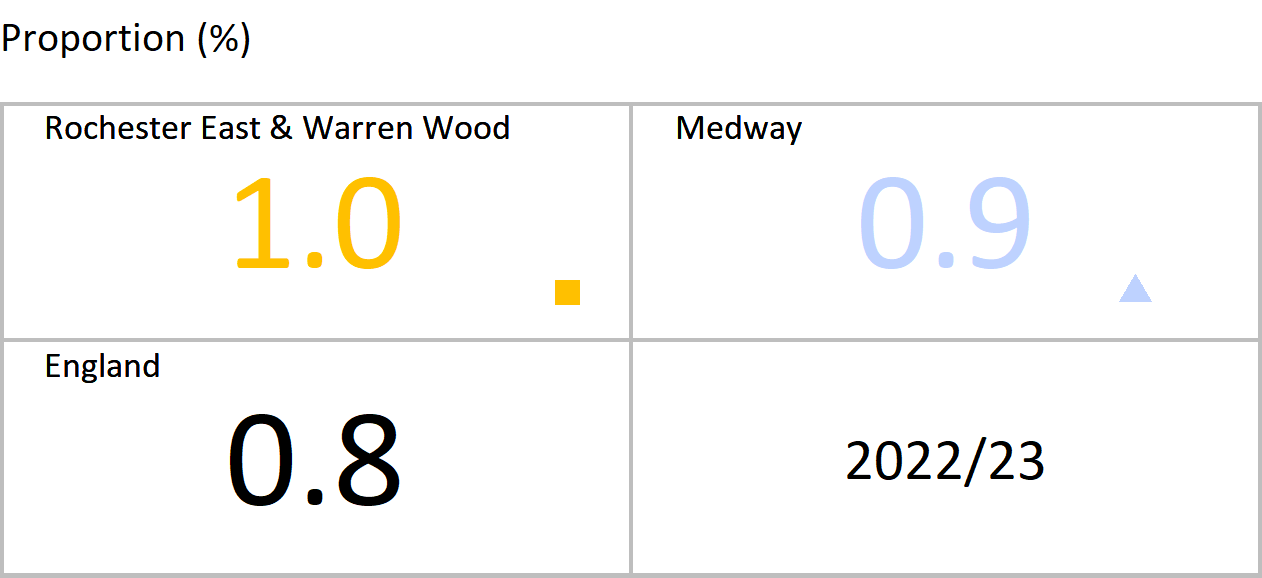 Proportion (%)
Rochester East & Warren Wood
1.0
Medway
0.9
England
0.8
2022/23